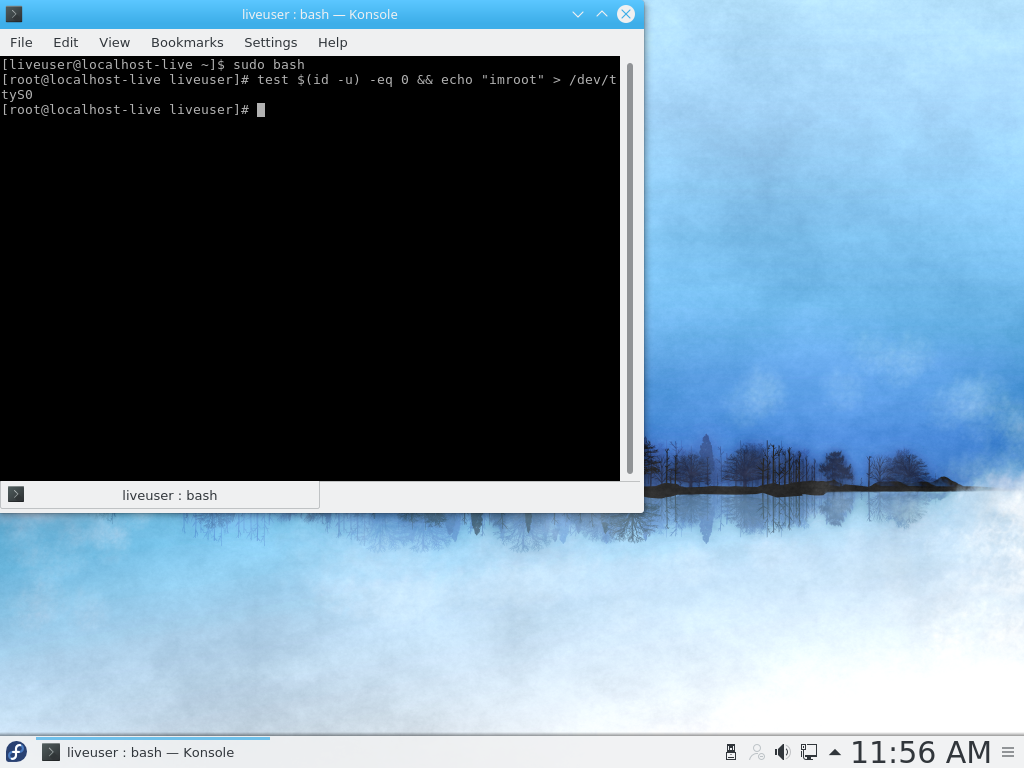 liveuser : bash — Konsole
File Edit View Bookmarks Settings Help
[liveuser@localhost-live ~]$ sudo bash
[root@localhost-live liveuser]# test $(id -u) -eq 0 && echo "imroot" > /dev/t
tyS0
[root@localhost-live liveuser]#
liveuser : bash
liveuser : bash — Konsole
11:56 AM